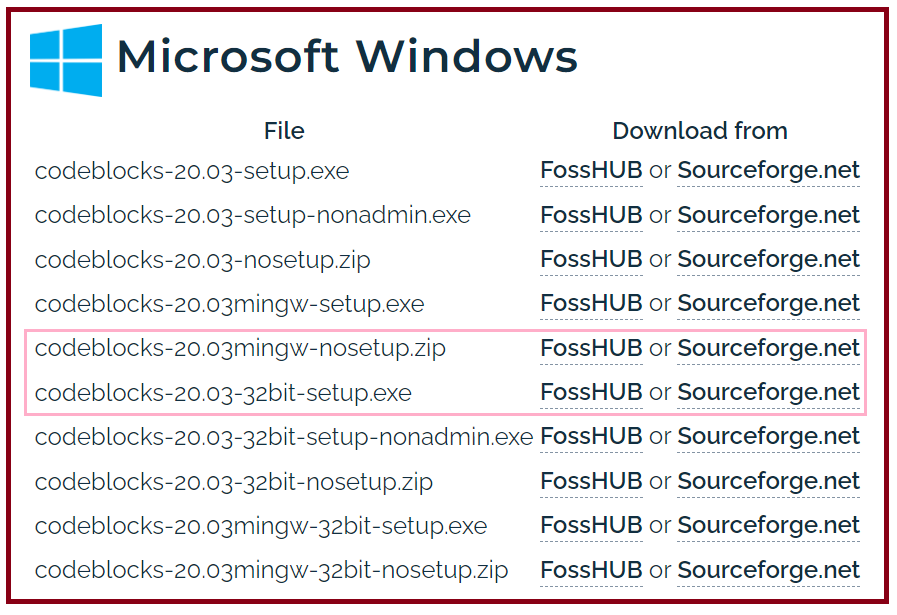 Microsoft Windows
File Download from
codeblocks-20.03-setup.exe FossHUB or Sourceforge.net
codeblocks-20.03-setup-nonadmin.exe FossHUB or Sourceforge.net
codeblocks-20.03-nosetup.zip FossHUB or Sourceforge.net
codeblocks-20.03mingw-setup.exe FossHUB or Sourceforge.net
codeblocks-20.03mingw-nosetup.zip FossHUB or Sourceforge.net
codeblocks-20.03-32bit-setup.exe FossHUB or Sourceforge.net
codeblocks-20.03-32bit-setup-nonadmin.exe FossHUB or Sourceforge.net
codeblocks-20.03-32bit-nosetup.zip FossHUB or Sourceforge.net
codeblocks-20.03mingw-32bit-setup.exe FossHUB or Sourceforge.net
codeblocks-20.03mingw-32bit-nosetup.zip FossHUB or Sourceforge.net